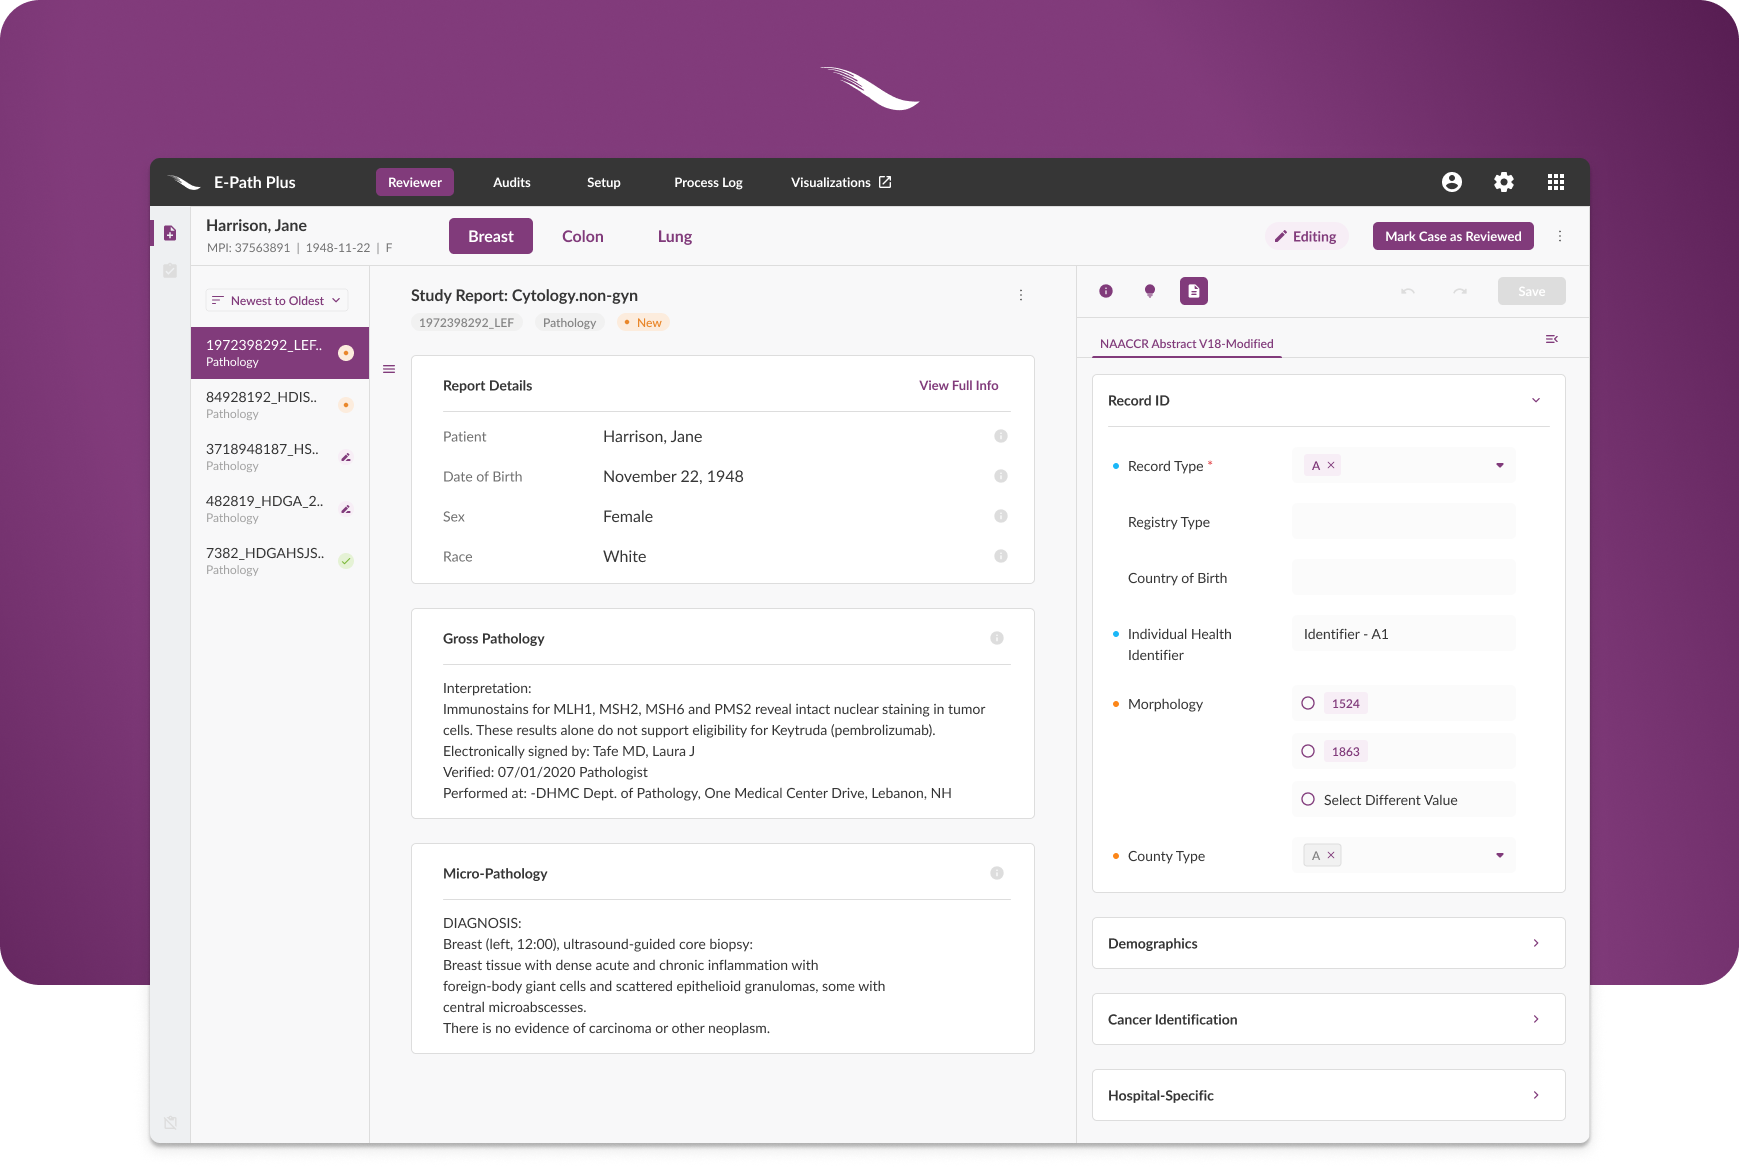 E-Path Plus
Reviewer
Audits
Setup
Process Log
Visualizations
Harrison, Jane
MPI: 37563891 | 1948-11-22 | F
Breast
Colon
Lung
Editing
Mark Case as Reviewed
Newest to Oldest
1972398292_LEF..
Pathology
84928192_HDIS..
Pathology
3718948187_HS..
Pathology
482819_HDGA_2..
Pathology
7382_HDGAHSJS..
Pathology
Study Report: Cytology.non-gyn
1972398292_LEF
Pathology
New
Report Details
View Full Info
Patient
Harrison, Jane
Date of Birth
November 22, 1948
Sex
Female
Race
White
Gross Pathology
Interpretation:
Immunostains for MLH1, MSH2, MSH6 and PMS2 reveal intact nuclear staining in tumor
cells. These results alone do not support eligibility for Keytruda (pembrolizumab).
Electronically signed by: Tafe MD, Laura J
Verified: 07/01/2020 Pathologist
Performed at: -DHMC Dept. of Pathology, One Medical Center Drive, Lebanon, NH
Micro-Pathology
DIAGNOSIS:
Breast (left, 12:00), ultrasound-guided core biopsy:
Breast tissue with dense acute and chronic inflammation with
foreign-body giant cells and scattered epithelioid granulomas, some with
central microabscesses.
There is no evidence of carcinoma or other neoplasm.
Save
NAACCR Abstract V18-Modified
Record ID
Record Type *
A ×
Registry Type
Country of Birth
Individual Health
Identifier
Identifier - A1
Morphology
1524
1863
Select Different Value
County Type
A ×
Demographics
Cancer Identification
Hospital-Specific